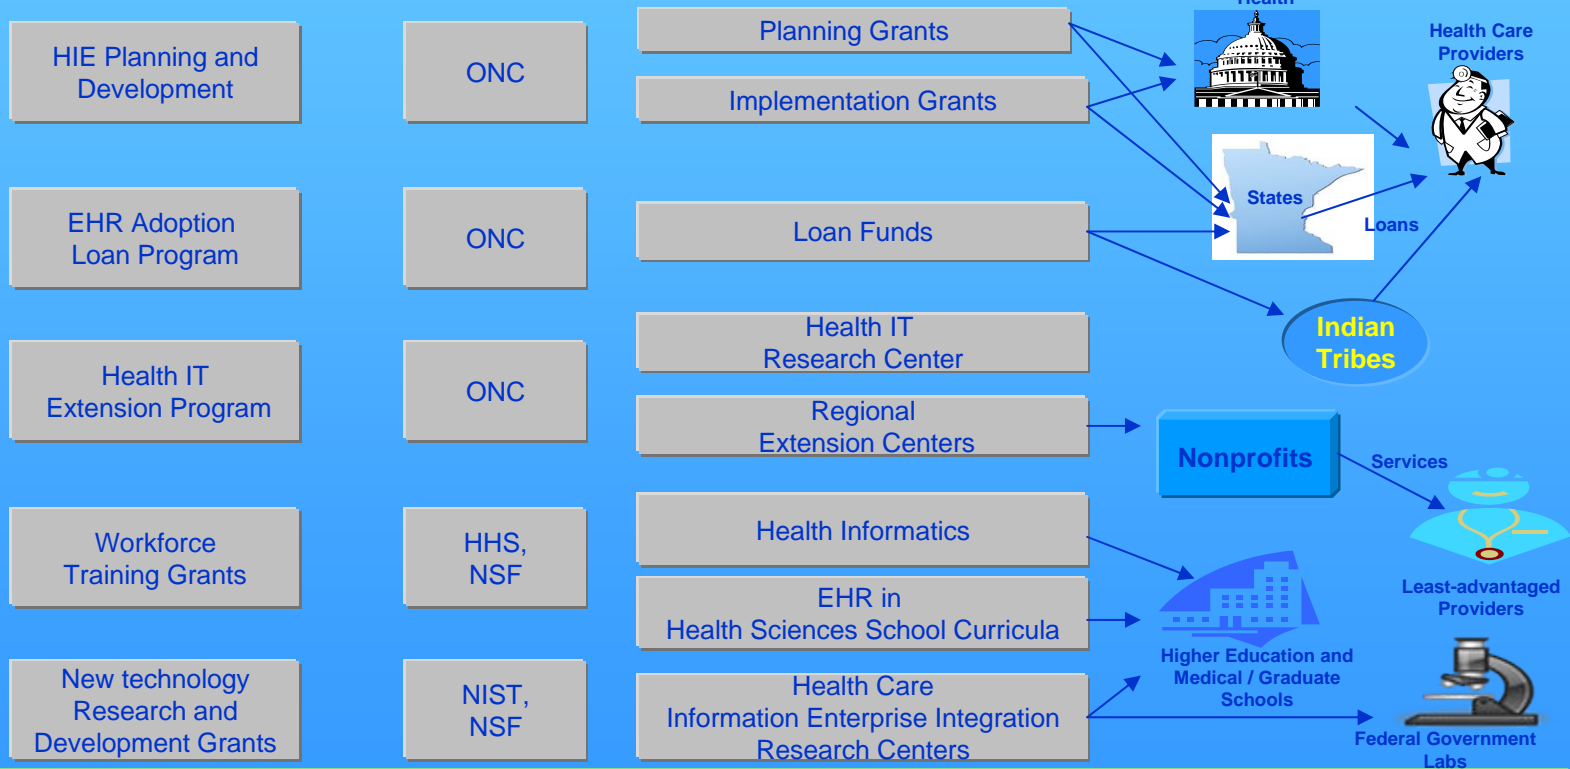 Health
HIE Planning and
Development
ONC
Planning Grants
Implementation Grants
Health Care
Providers
EHR Adoption
Loan Program
ONC
Loan Funds
States
Loans
Indian
Tribes
Health IT
Extension Program
ONC
Health IT
Research Center
Regional
Extension Centers
Nonprofits
Services
Least-advantaged
Providers
Workforce
Training Grants
HHS,
NSF
Health Informatics
EHR in
Health Sciences School Curricula
Higher Education and
Medical / Graduate
Schools
New technology
Research and
Development Grants
NIST,
NSF
Health Care
Information Enterprise Integration
Research Centers
Federal Government
Labs